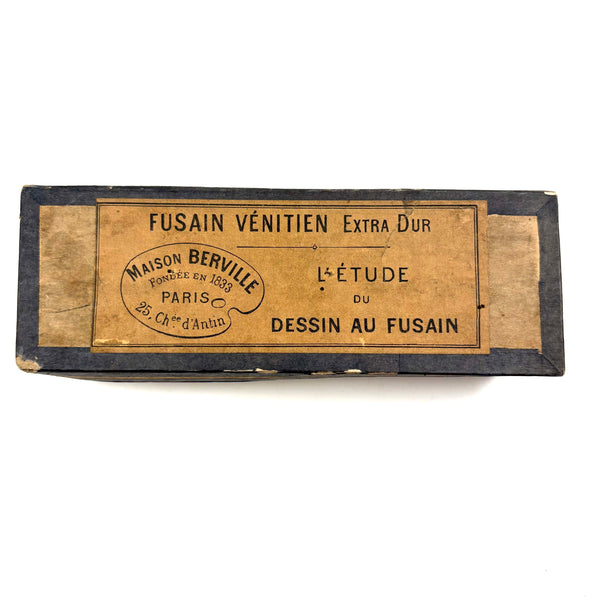 FUSAIN VÉNITIEN EXTRA DUR
MAISON BERVILLE
FONDÉE EN 1833
PARIS
25, Chée d'Antin
L'ÉTUDE
DU
DESSIN AU FUSAIN